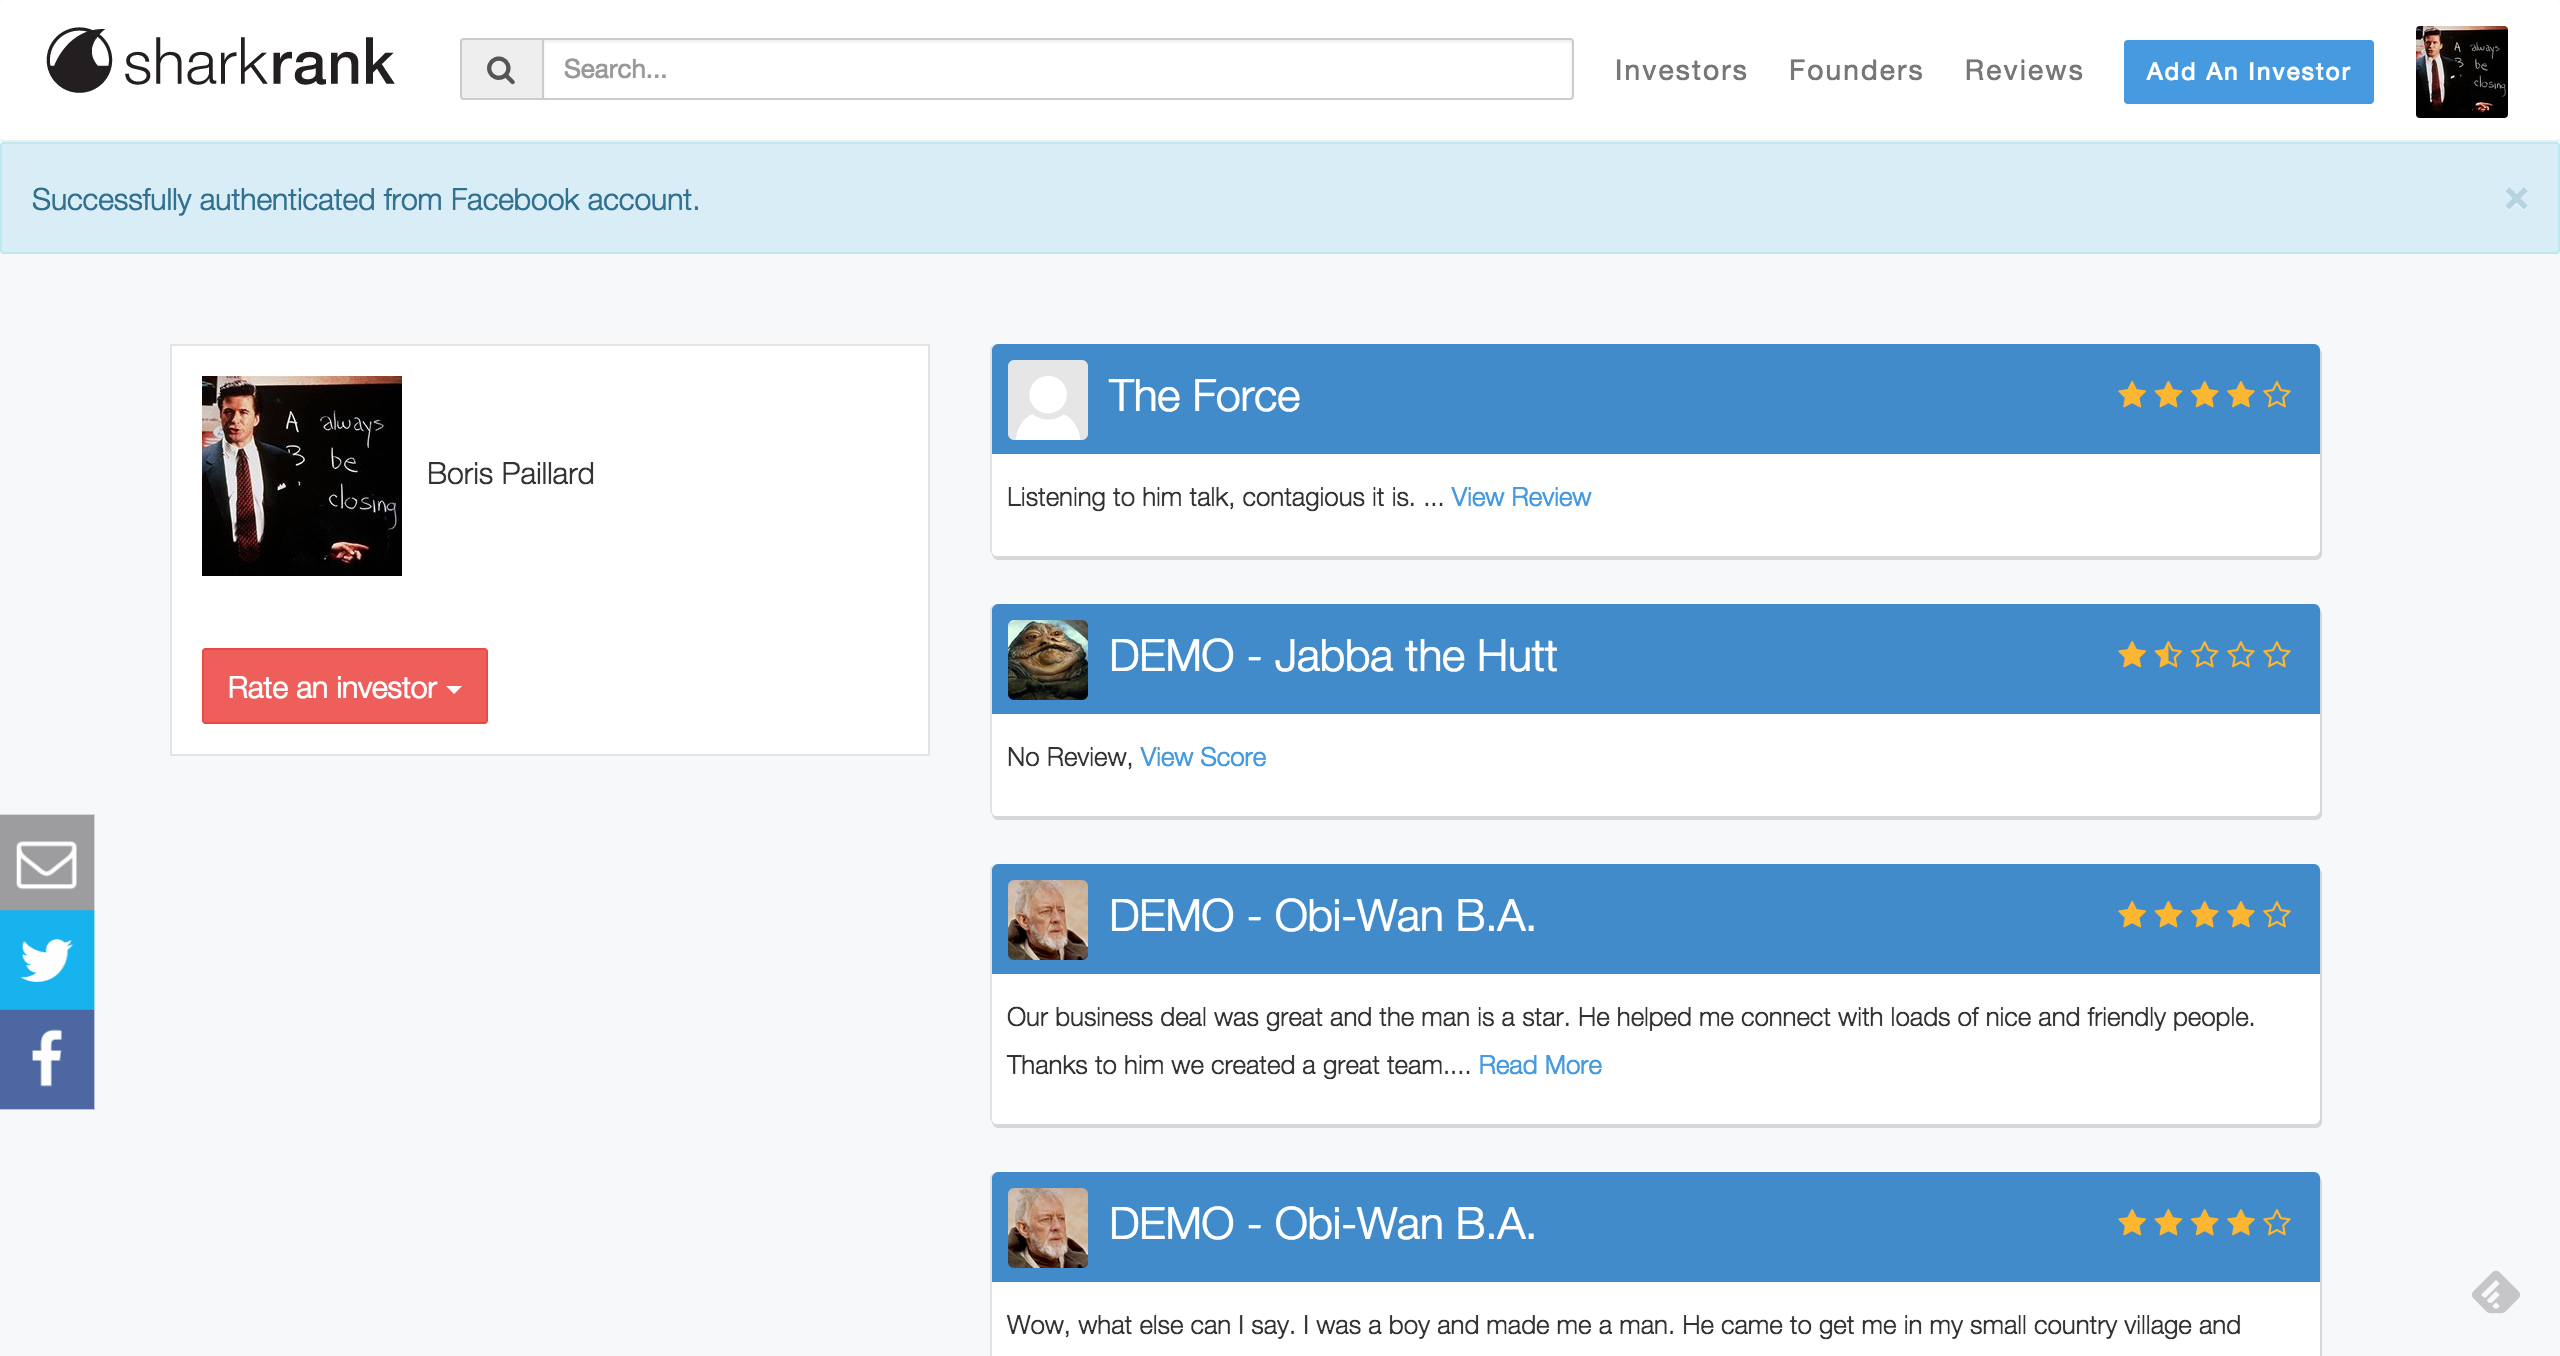 sharkrank
Search...
Investors
Founders
Reviews
Add An Investor
A always
B be
closing
Successfully authenticated from Facebook account.
×
A always
B be
closing
Boris Paillard
Rate an investor
The Force
Listening to him talk, contagious it is. ... View Review
DEMO - Jabba the Hutt
No Review, View Score
DEMO - Obi-Wan B.A.
Our business deal was great and the man is a star. He helped me connect with loads of nice and friendly people.
Thanks to him we created a great team.... Read More
DEMO - Obi-Wan B.A.
Wow, what else can I say. I was a boy and made me a man. He came to get me in my small country village and